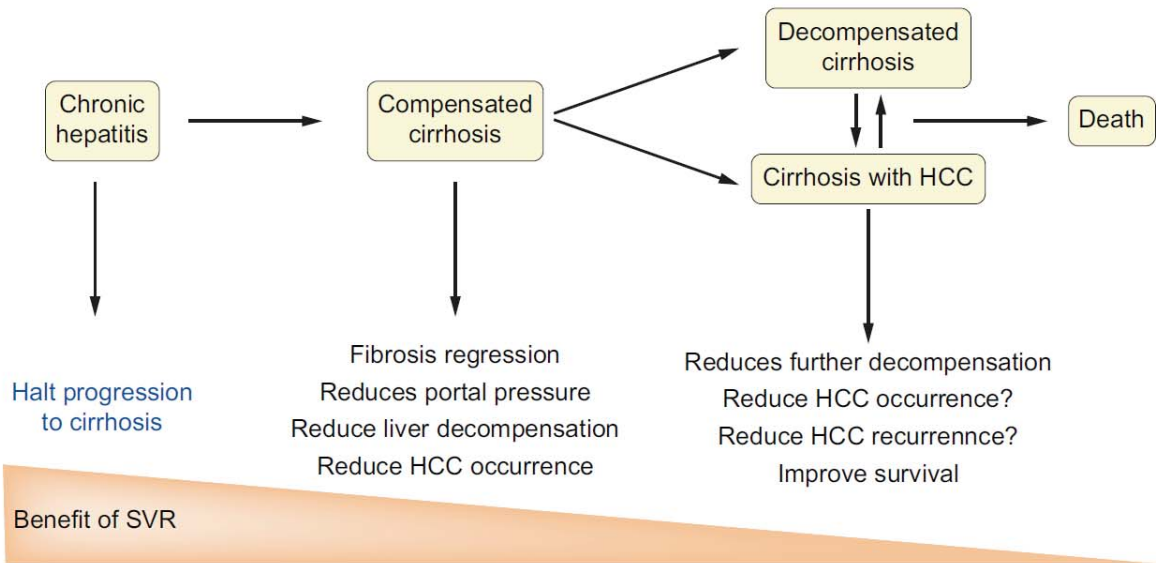 Chronic
hepatitis
Compensated
cirrhosis
Decompensated
cirrhosis
Cirrhosis with HCC
Death
Halt progression
to cirrhosis
Fibrosis regression
Reduces portal pressure
Reduce liver decompensation
Reduce HCC occurrence
Reduces further decompensation
Reduce HCC occurrence?
Reduce HCC recurrennce?
Improve survival
Benefit of SVR